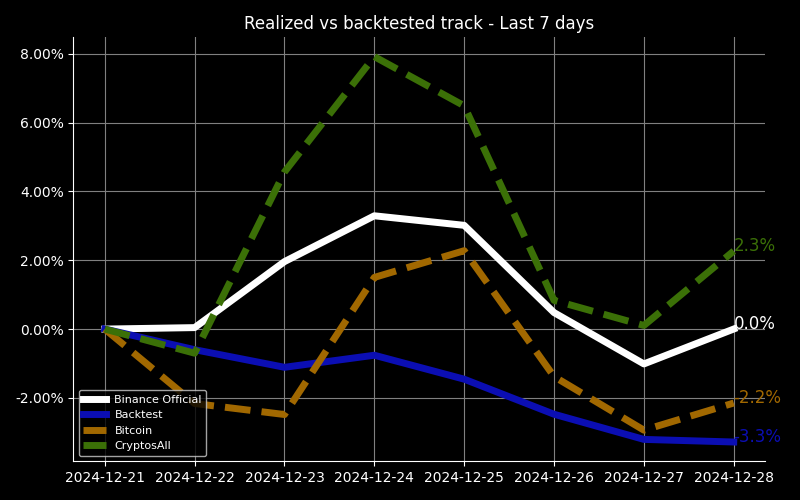 Realized vs backtested track - Last 7 days
8.00%
6.00%
4.00%
2.00%
0.00%
-2.00%
2.3%
0.0%
-2.2%
-3.3%
Binance Official
Backtest
Bitcoin
CryptosAll
2024-12-21 2024-12-22 2024-12-23 2024-12-24 2024-12-25 2024-12-26 2024-12-27 2024-12-28